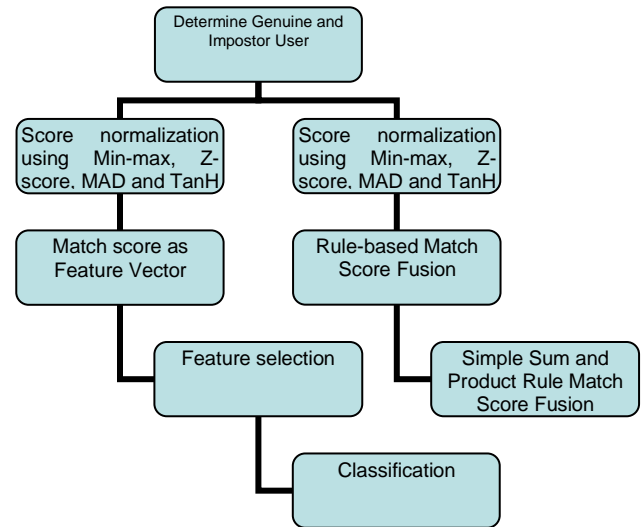 Determine Genuine and
Impostor User
Score normalization
using Min-max, Z-
score, MAD and TanH
Score normalization
using Min-max, Z-
score, MAD and TanH
Match score as
Feature Vector
Rule-based Match
Score Fusion
Feature selection
Simple Sum and
Product Rule Match
Score Fusion
Classification